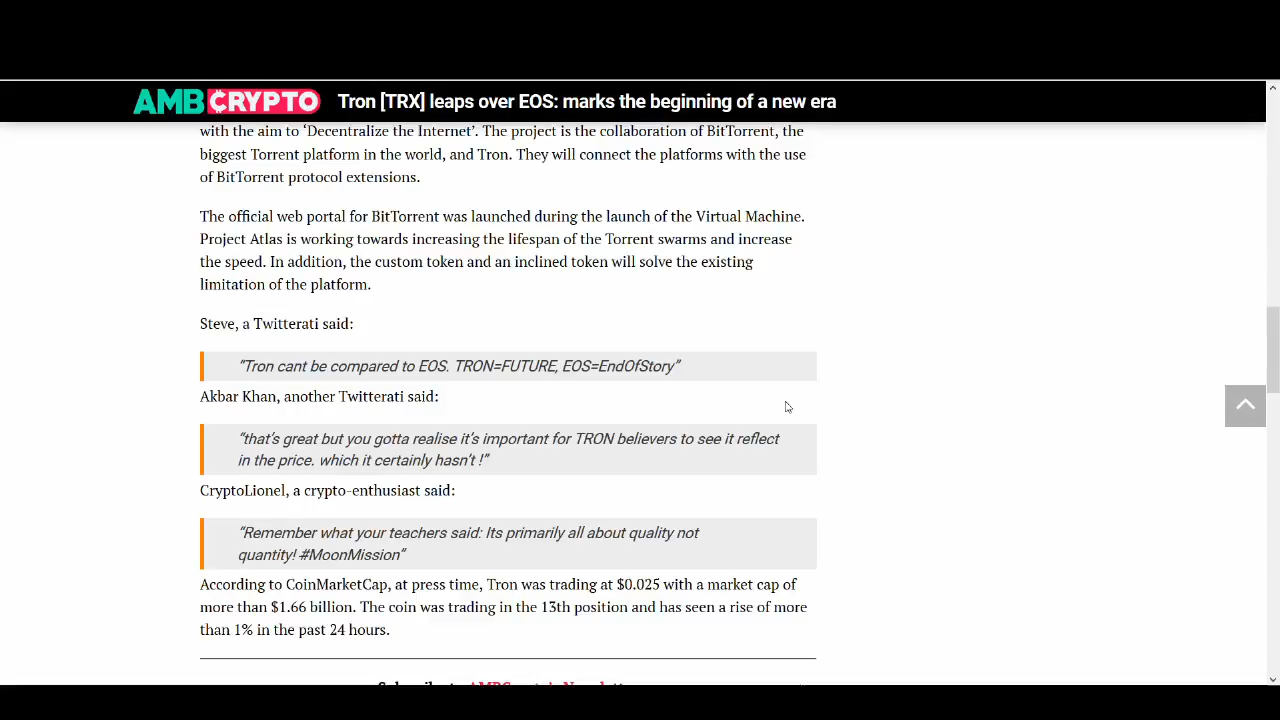 AMBCRYPTO Tron [TRX] leaps over EOS: marks the beginning of a new era
with the aim to ‘Decentralize the Internet’. The project is the collaboration of BitTorrent, the
biggest Torrent platform in the world, and Tron. They will connect the platforms with the use
of BitTorrent protocol extensions.
The official web portal for BitTorrent was launched during the launch of the Virtual Machine.
Project Atlas is working towards increasing the lifespan of the Torrent swarms and increase
the speed. In addition, the custom token and an inclined token will solve the existing
limitation of the platform.
Steve, a Twitterati said:
“Tron cant be compared to EOS. TRON=FUTURE, EOS=EndOfStory”
Akbar Khan, another Twitterati said:
“that’s great but you gotta realise it’s important for TRON believers to see it reflect
in the price. which it certainly hasn’t !”
CryptoLionel, a crypto-enthusiast said:
“Remember what your teachers said: Its primarily all about quality not
quantity! #MoonMission”
According to CoinMarketCap, at press time, Tron was trading at $0.025 with a market cap of
more than $1.66 billion. The coin was trading in the 13th position and has seen a rise of more
than 1% in the past 24 hours.